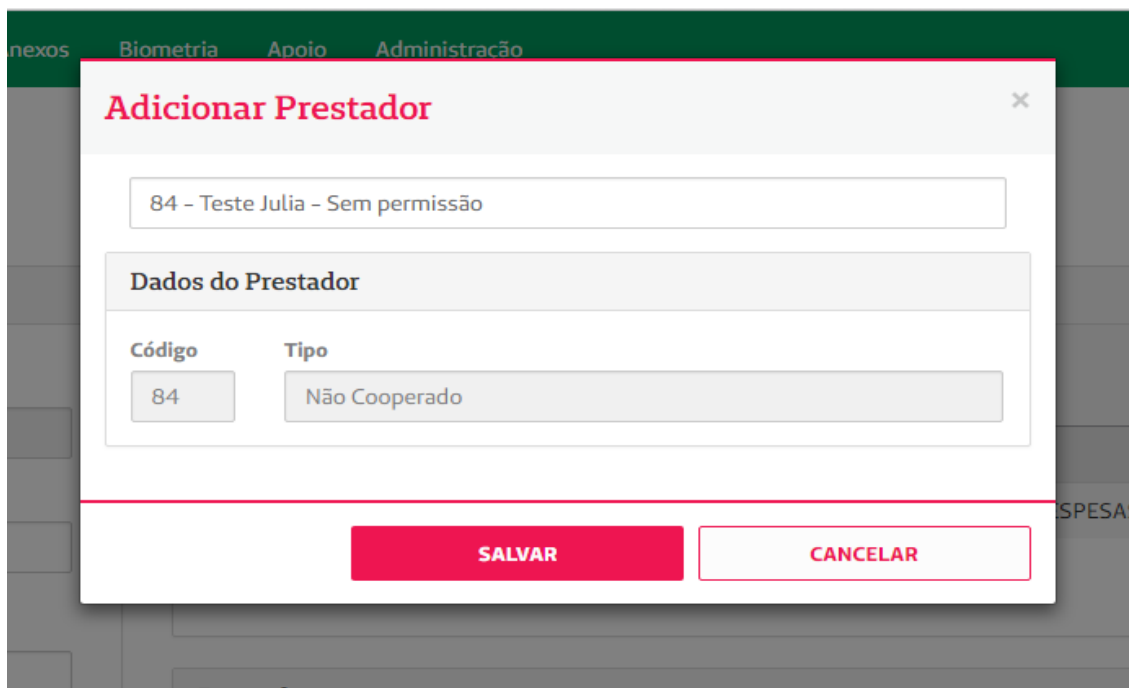 nexos Biometria Apoio Administração
Adicionar Prestador ×
84 - Teste Julia - Sem permissão
Dados do Prestador
Código Tipo
84 Não Cooperado
SPESAS
SALVAR CANCELAR